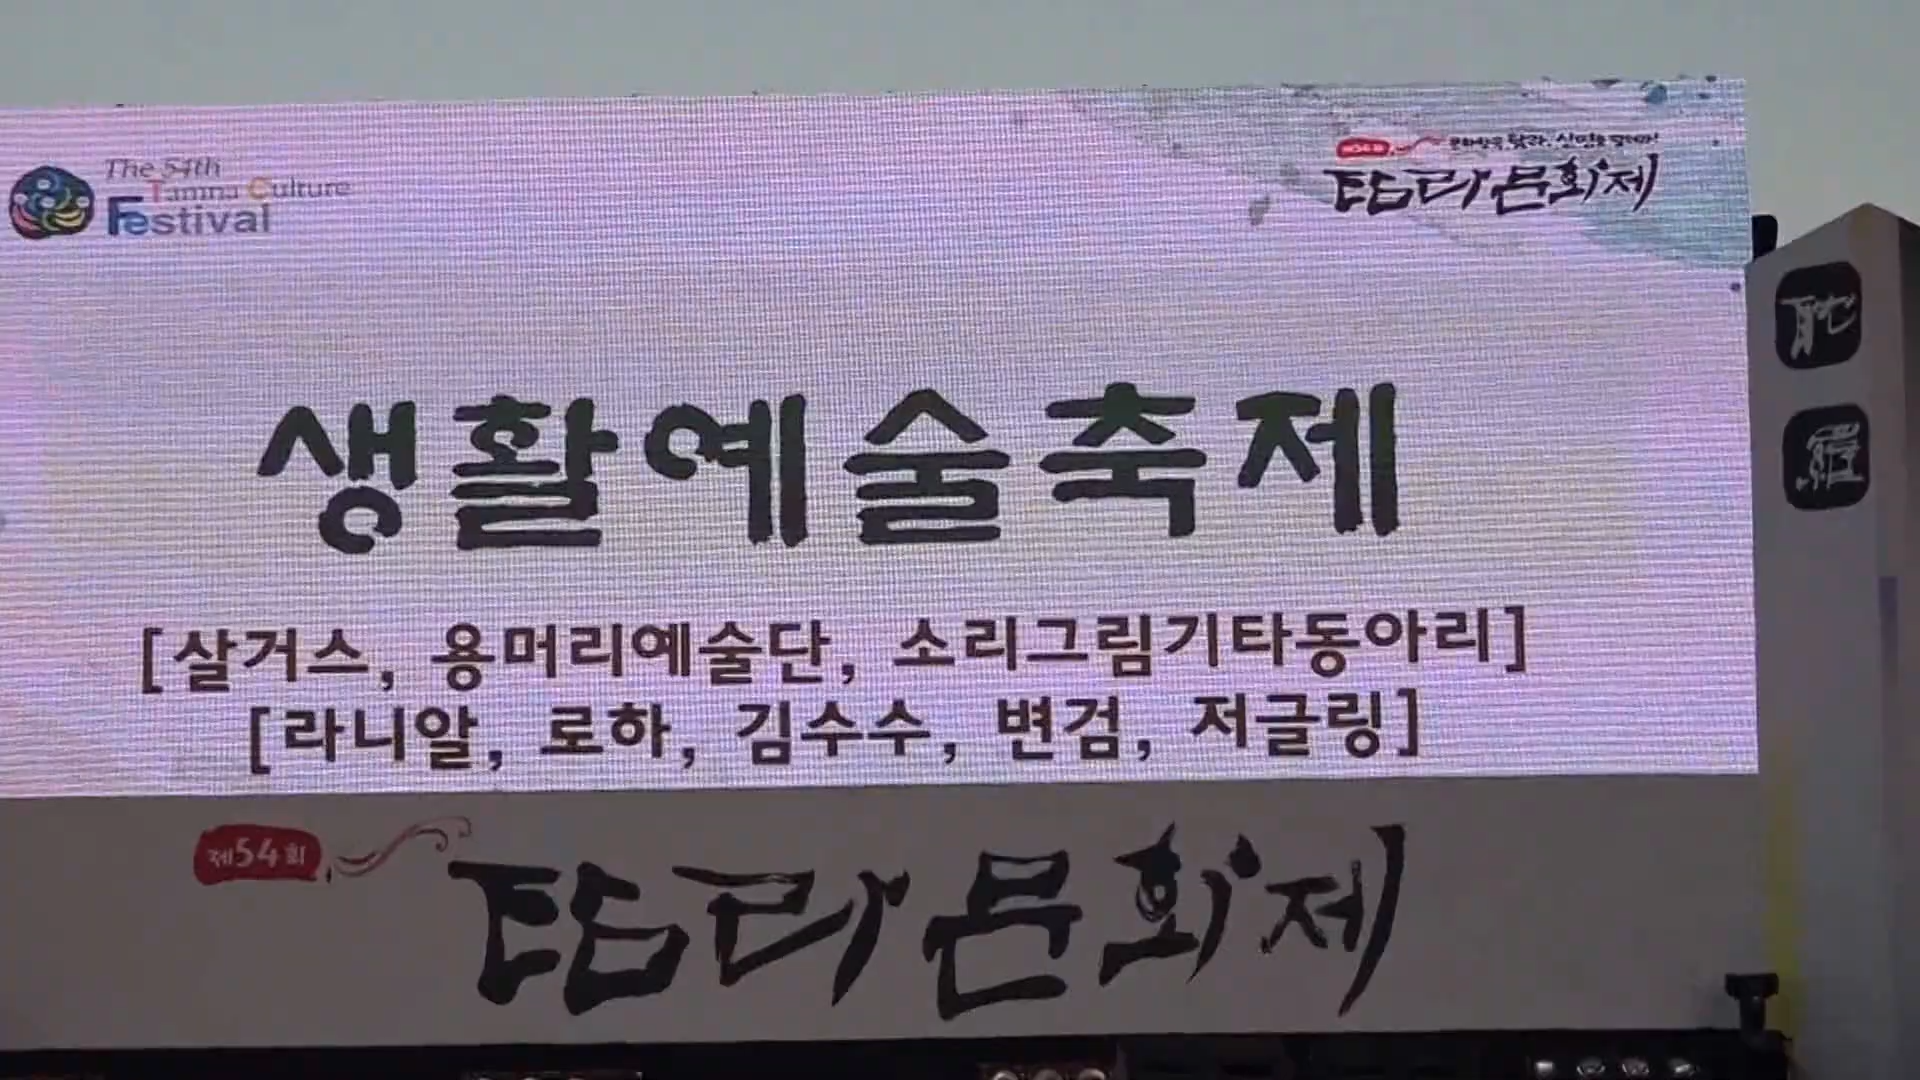 The 54th
Tamna Culture
Festival
탐라문화제
생활예술축제
[살거스, 용머리예술단, 소리그림기타동아리]
[라니알, 로하, 김수수, 변검, 저글링]
제54회
탐라문화제
耽
羅